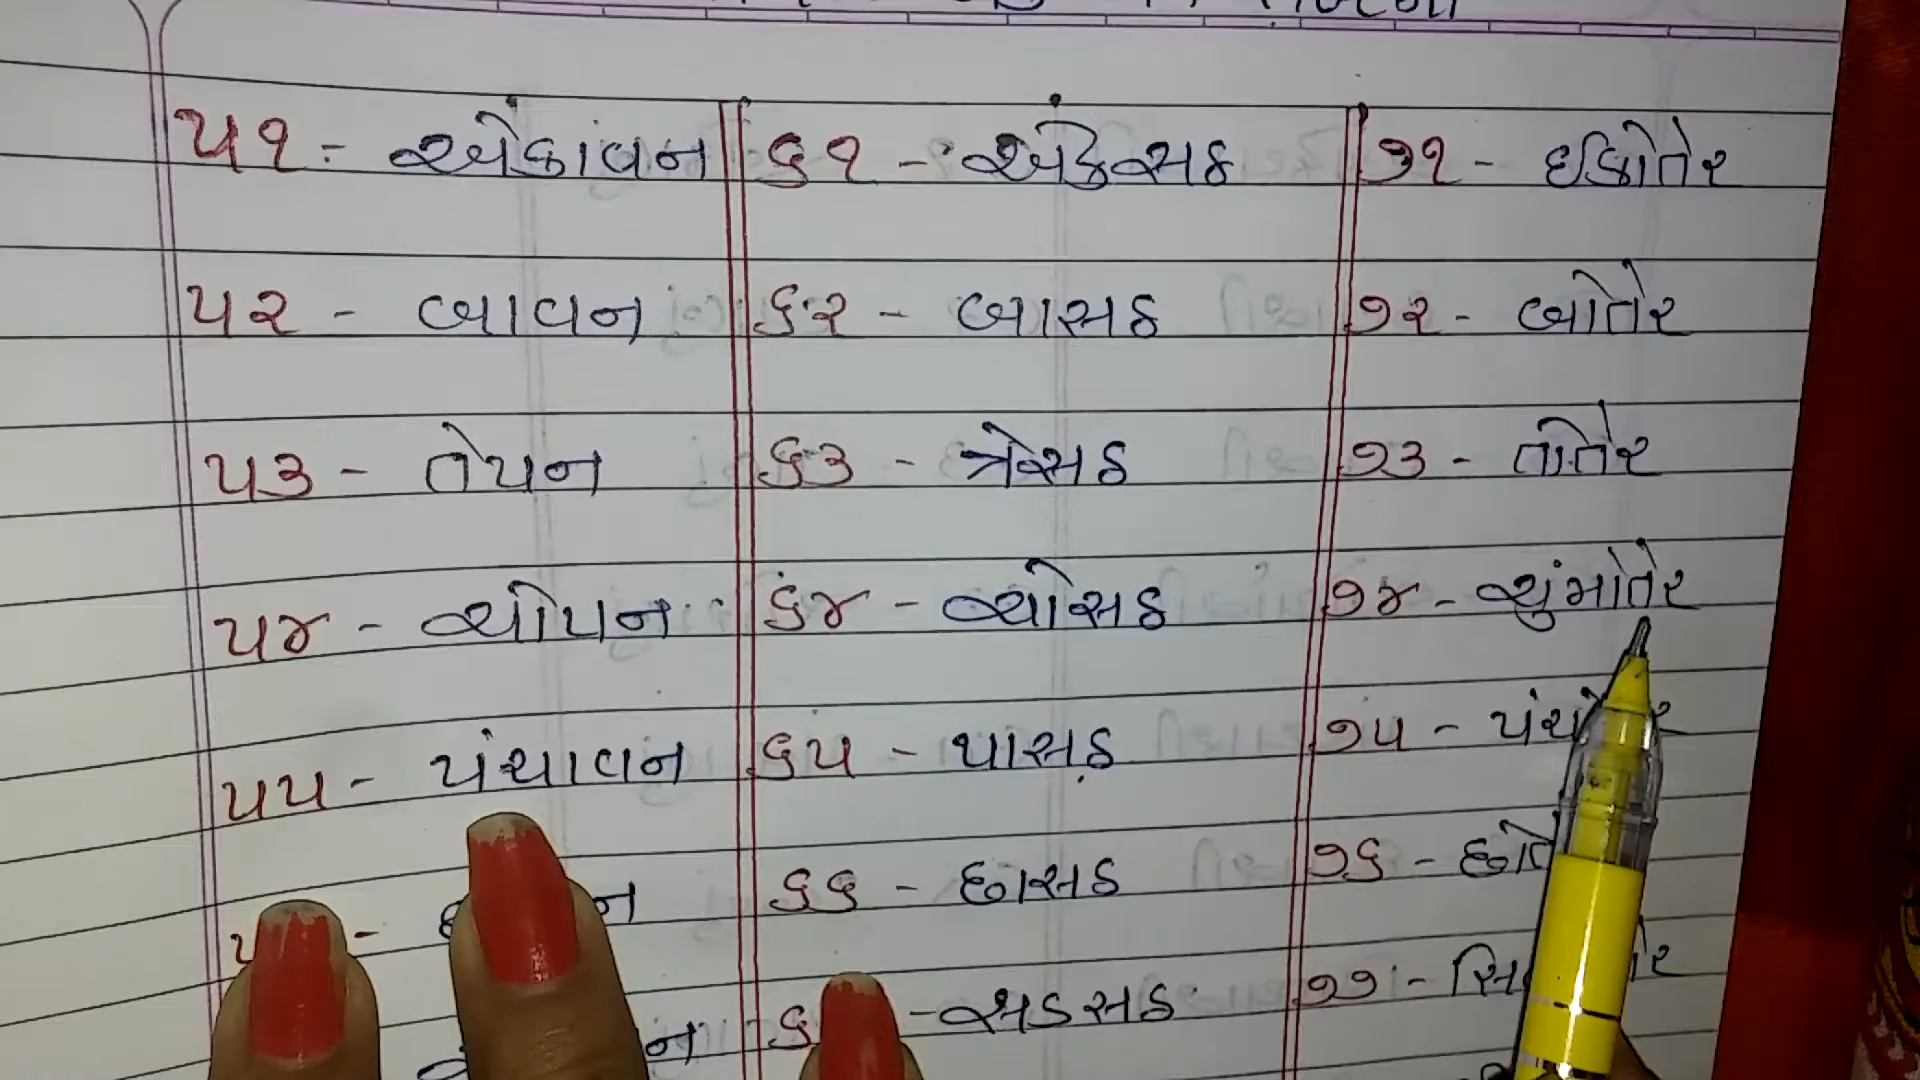 ૫૧ - એકાવન ૬૧ - એકસઠ ૭૧ - ઈકોતેર
૫૨ - બાવન ૬૨ - બાસઠ ૭૨ - બોતેર
૫૩ - તેપન ૬૩ - ત્રેસઠ ૭૩ - તોતેર
૫૪ - ચોપન ૬૪ - ચોસઠ ૭૪ - ચુંમોતેર
૫૫ - પંચાવન ૬૫ - પાસઠ ૭૫ -
૬૬ - છાસઠ ૭૬ -
- સડસઠ ૭૭ -